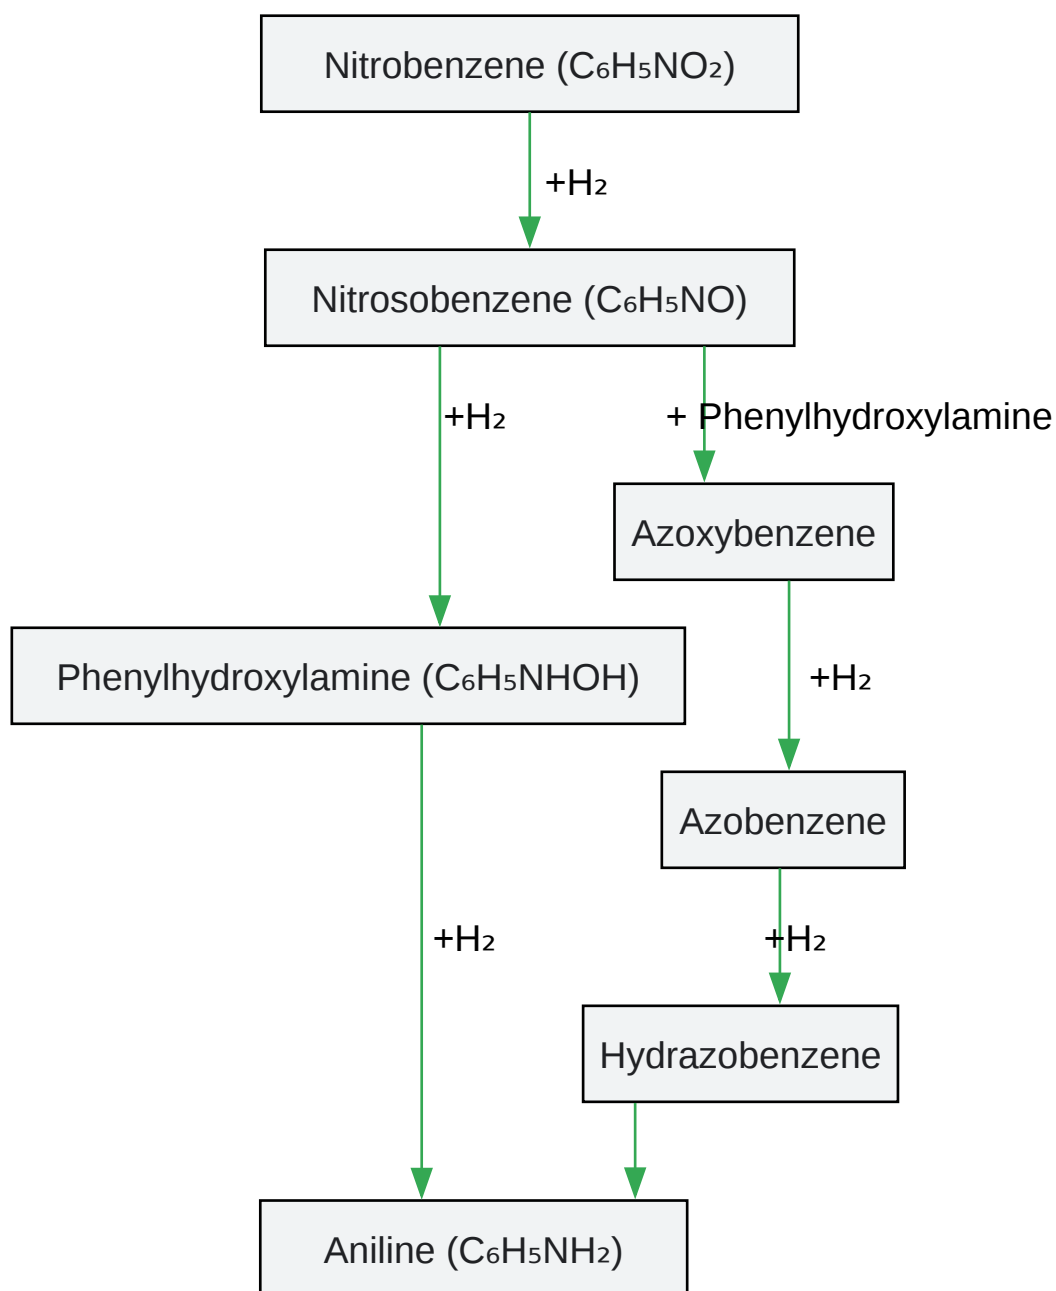 Nitrobenzene (C₆H₅NO₂)
+H₂
Nitrosobenzene (C₆H₅NO)
+H₂
+ Phenylhydroxylamine
Azoxybenzene
Phenylhydroxylamine (C₆H₅NHOH)
+H₂
Azobenzene
+H₂
+H₂
Hydrazobenzene
Aniline (C₆H₅NH₂)